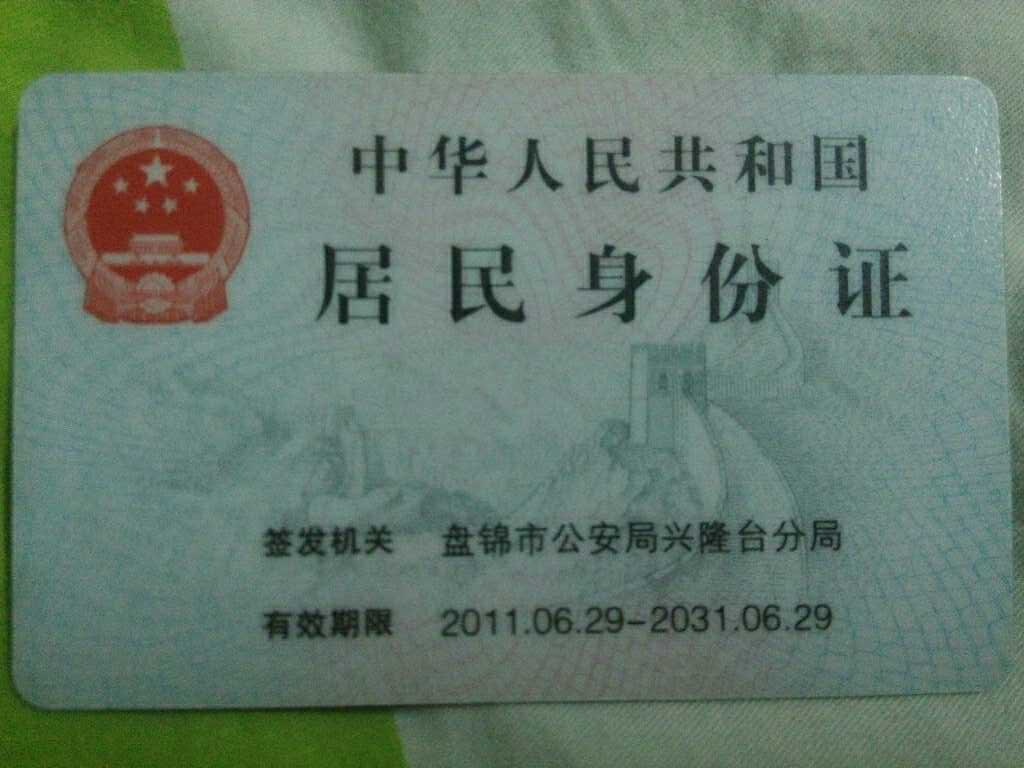 中华人民共和国
居民身份证
签发机关 盘锦市公安局兴隆台分局
有效期限 2011.06.29-2031.06.29